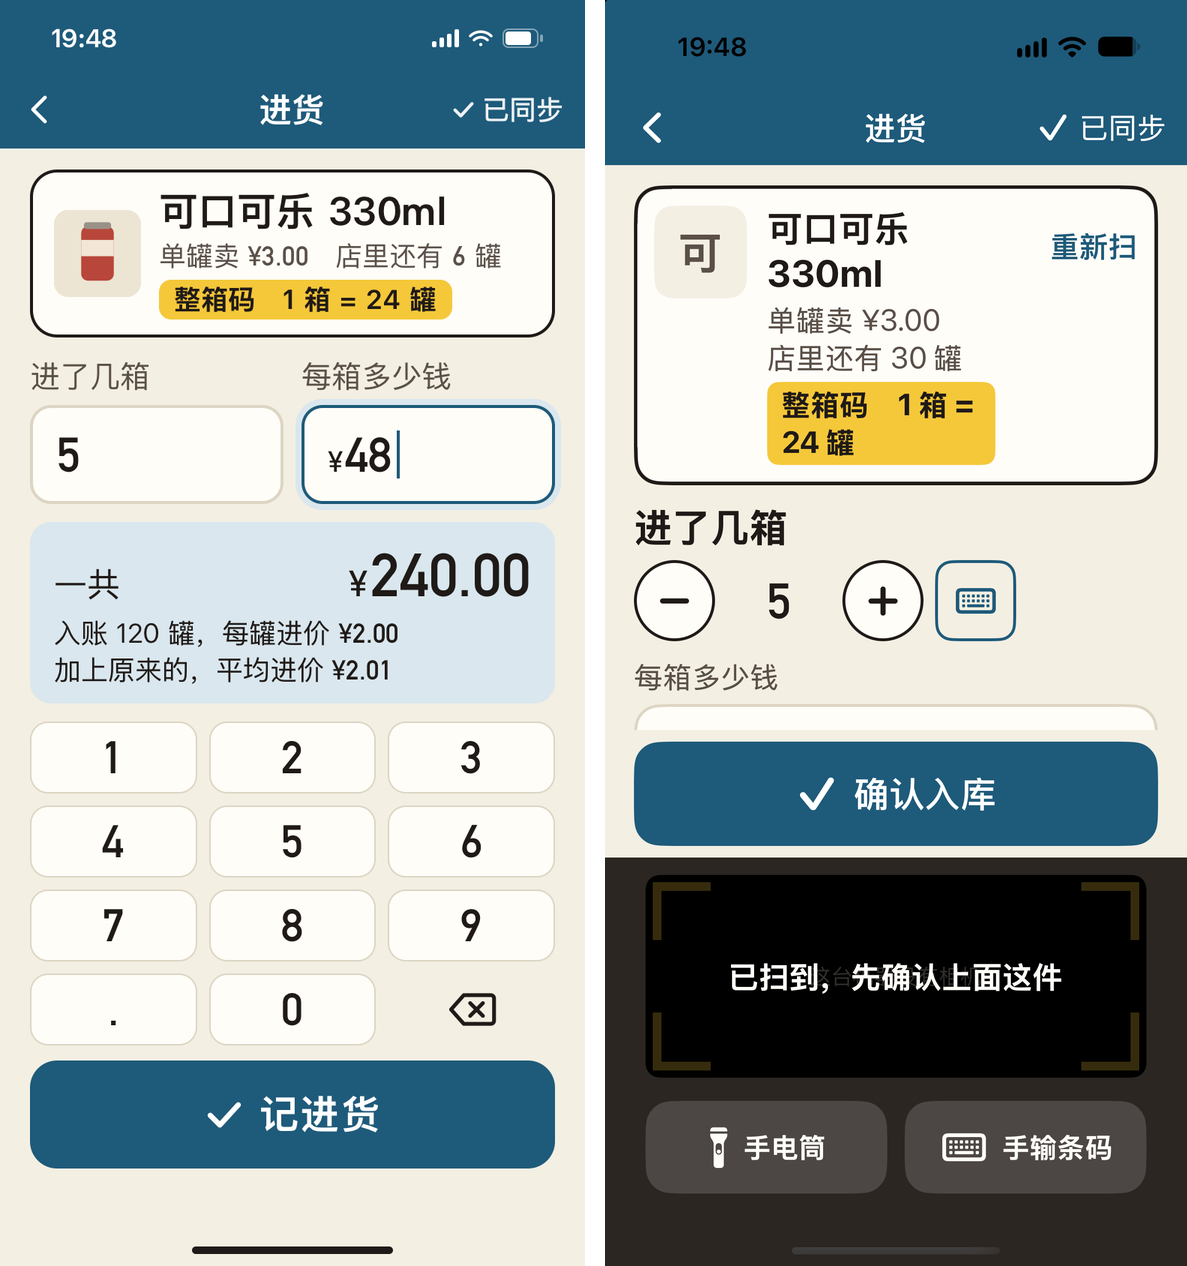 19:48
进货
已同步
可口可乐 330ml
单罐卖 ¥3.00 店里还有 6 罐
整箱码 1 箱 = 24 罐
进了几箱
每箱多少钱
5
¥48
一共
¥240.00
入账 120 罐，每罐进价 ¥2.00
加上原来的，平均进价 ¥2.01
1
2
3
4
5
6
7
8
9
.
0
记进货
19:48
进货
已同步
可
可口可乐
330ml
重新扫
单罐卖 ¥3.00
店里还有 30 罐
整箱码 1 箱 =
24 罐
进了几箱
5
每箱多少钱
确认入库
已扫到，先确认上面这件
手电筒
手输条码